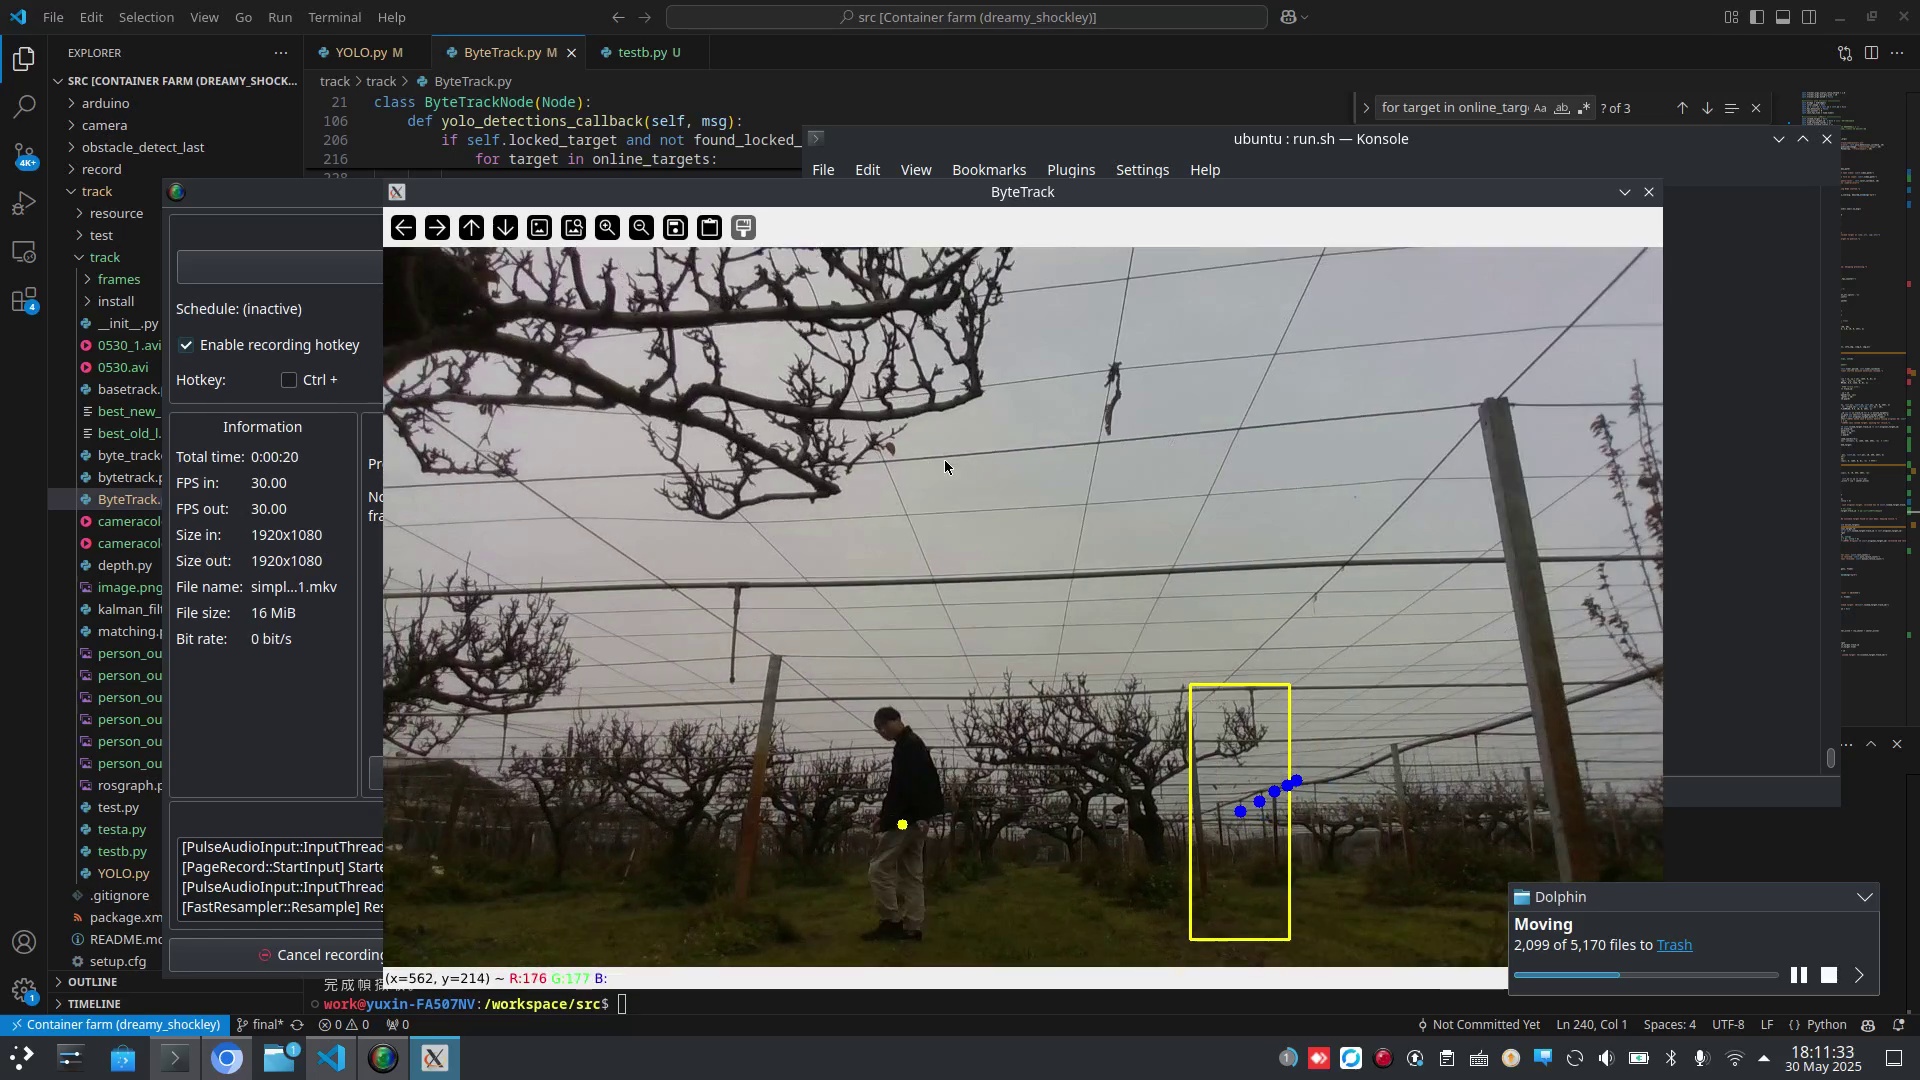 File Edit Selection View Go Run Terminal Help
src [Container farm (dreamy_shockley)]
EXPLORER
YOLO.py M
ByteTrack.py M
testb.py U
SRC [CONTAINER FARM (DREAMY_SHOCK...
track > track > ByteTrack.py
arduino
camera
obstacle_detect_last
record
track
resource
test
track
frames
install
__init__.py
0530_1.avi
0530.avi
basetrack.
best_new_
best_old_l.
byte_track
bytetrack.p
ByteTrack.
cameracol
cameracol
depth.py
image.png
kalman_filt
matching.p
person_ou
person_ou
person_ou
person_ou
person_ou
person_ou
rosgraph.p
test.py
testa.py
testb.py
YOLO.py
.gitignore
package.xm
README.md
setup.cfg
OUTLINE
TIMELINE
4K+
4
1
21 class ByteTrackNode(Node):
106 def yolo_detections_callback(self, msg):
206 if self.locked_target and not found_locked_
216 for target in online_targets:
228
for target in online_targ
Aa ab
? of 3
ubuntu : run.sh — Konsole
File Edit View Bookmarks Plugins Settings Help
ByteTrack
Schedule: (inactive)
Enable recording hotkey
Hotkey: Ctrl +
Information
Total time: 0:00:20
FPS in: 30.00
FPS out: 30.00
Size in: 1920x1080
Size out: 1920x1080
File name: simpl...1.mkv
File size: 16 MiB
Bit rate: 0 bit/s
Pr
No
fra
[PulseAudioInput::InputThread
[PageRecord::StartInput] Starte
[PulseAudioInput::InputThread
[FastResampler::Resample] Res
Cancel recording
(x=562, y=214) ~ R:176 G:177 B:
work@yuxin-FA507NV:/workspace/src$
Dolphin
Moving
2,099 of 5,170 files to Trash
Container farm (dreamy_shockley)
final*
0 0
0
Not Committed Yet
Ln 240, Col 1
Spaces: 4
UTF-8
LF
{} Python
1
1
18:11:33
30 May 2025